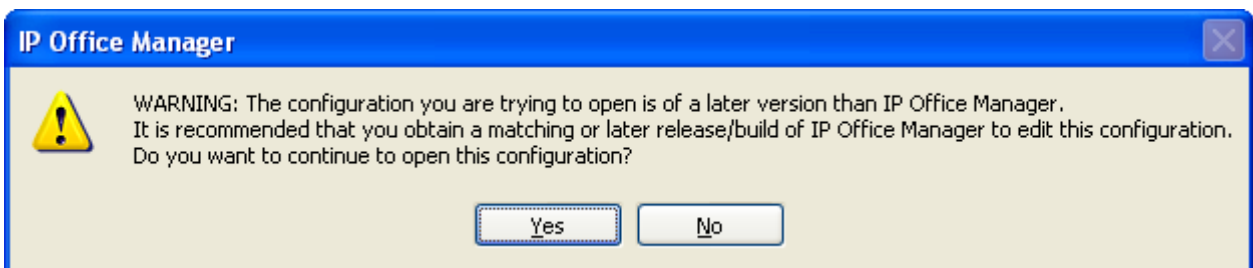 IP Office Manager
WARNING: The configuration you are trying to open is of a later version than IP Office Manager.
It is recommended that you obtain a matching or later release/build of IP Office Manager to edit this configuration.
Do you want to continue to open this configuration?
Yes No